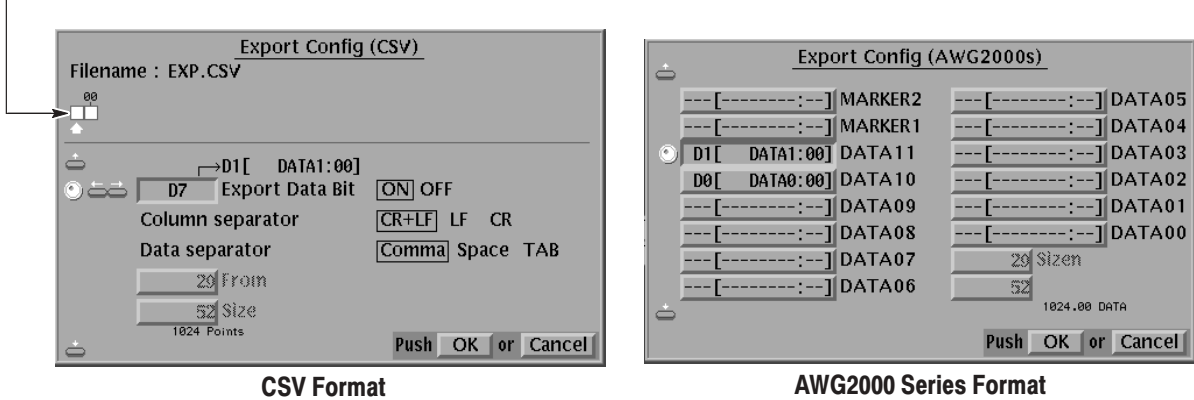 Export Config (CSV)
Filename : EXP.CSV
00
D1[ DATA1:00]
D7 Export Data Bit ON OFF
Column separator CR+LF LF CR
Data separator Comma Space TAB
20 From
52 Size
1024 Points
Push OK or Cancel
CSV Format
Export Config (AWG2000s)
---[--------:--] MARKER2 ---[--------:--] DATA05
---[--------:--] MARKER1 ---[--------:--] DATA04
D1[ DATA1:00] DATA11 ---[--------:--] DATA03
D0[ DATA0:00] DATA10 ---[--------:--] DATA02
---[--------:--] DATA09 ---[--------:--] DATA01
---[--------:--] DATA08 ---[--------:--] DATA00
---[--------:--] DATA07 20 Sizen
---[--------:--] DATA06 52
1024.00 DATA
Push OK or Cancel
AWG2000 Series Format